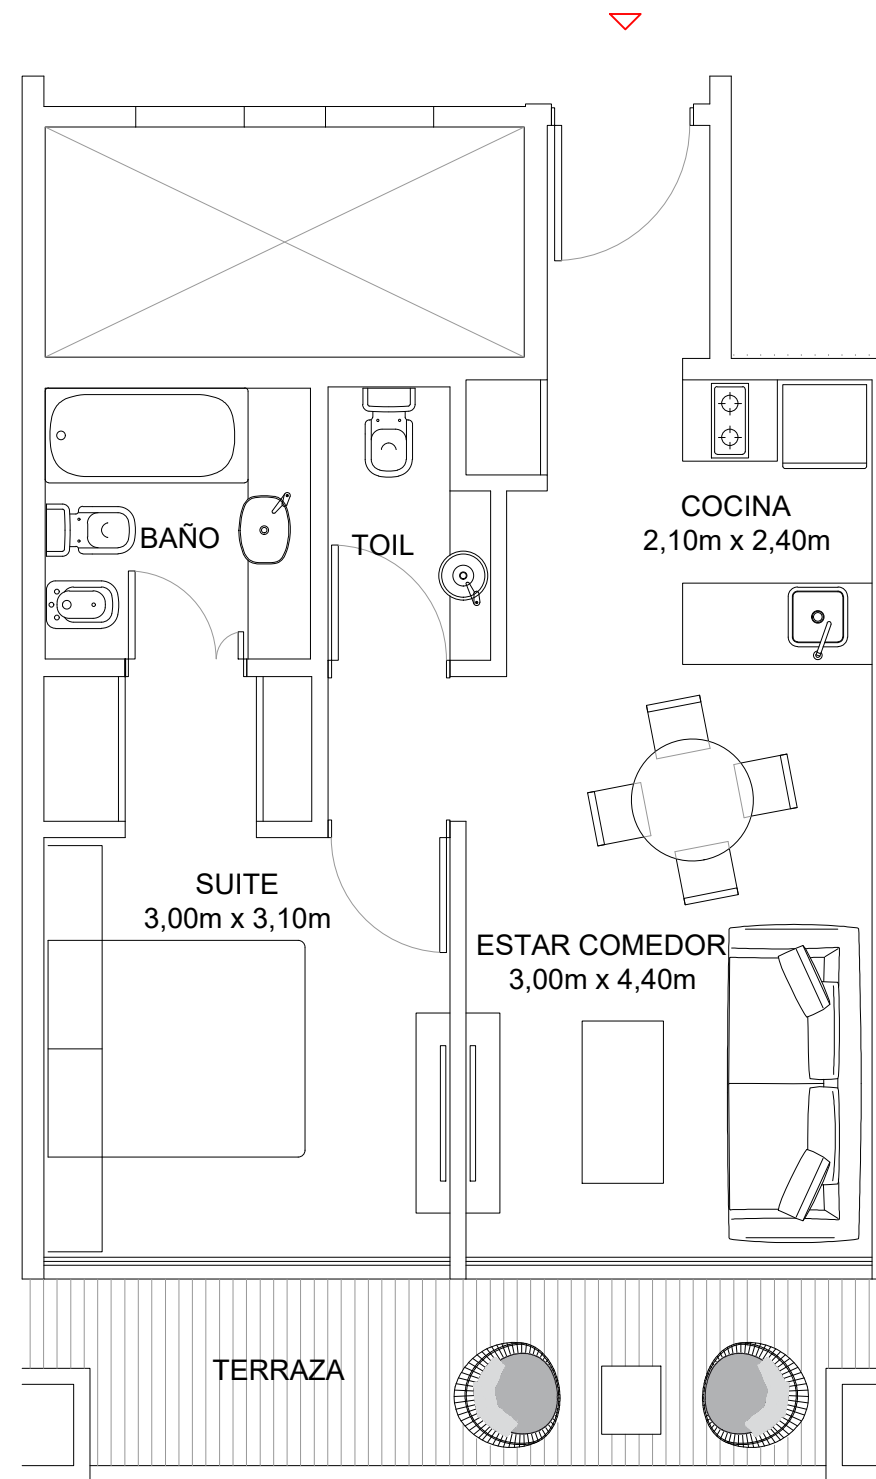 COCINA
2,10m x 2,40m
BAÑO
TOIL
SUITE
3,00m x 3,10m
ESTAR COMEDOR
3,00m x 4,40m
TERRAZA